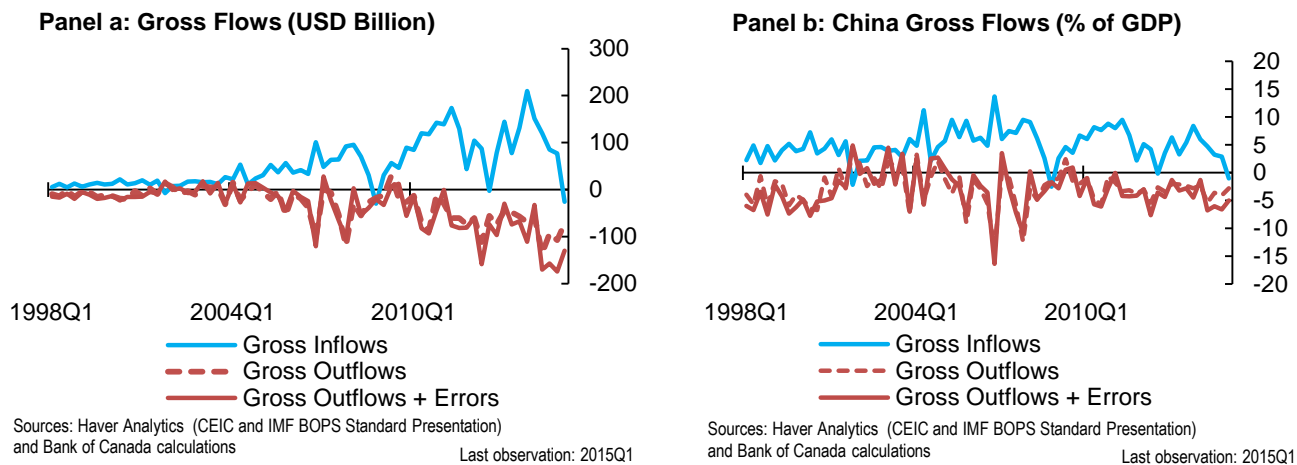 Panel a: Gross Flows (USD Billion)
300
200
100
0
-100
-200
1998Q1 2004Q1 2010Q1
Gross Inflows
Gross Outflows
Gross Outflows + Errors
Sources: Haver Analytics (CEIC and IMF BOPS Standard Presentation)
and Bank of Canada calculations
Last observation: 2015Q1
Panel b: China Gross Flows (% of GDP)
20
15
10
5
0
-5
-10
-15
-20
1998Q1 2004Q1 2010Q1
Gross Inflows
Gross Outflows
Gross Outflows + Errors
Sources: Haver Analytics (CEIC and IMF BOPS Standard Presentation)
and Bank of Canada calculations
Last observation: 2015Q1